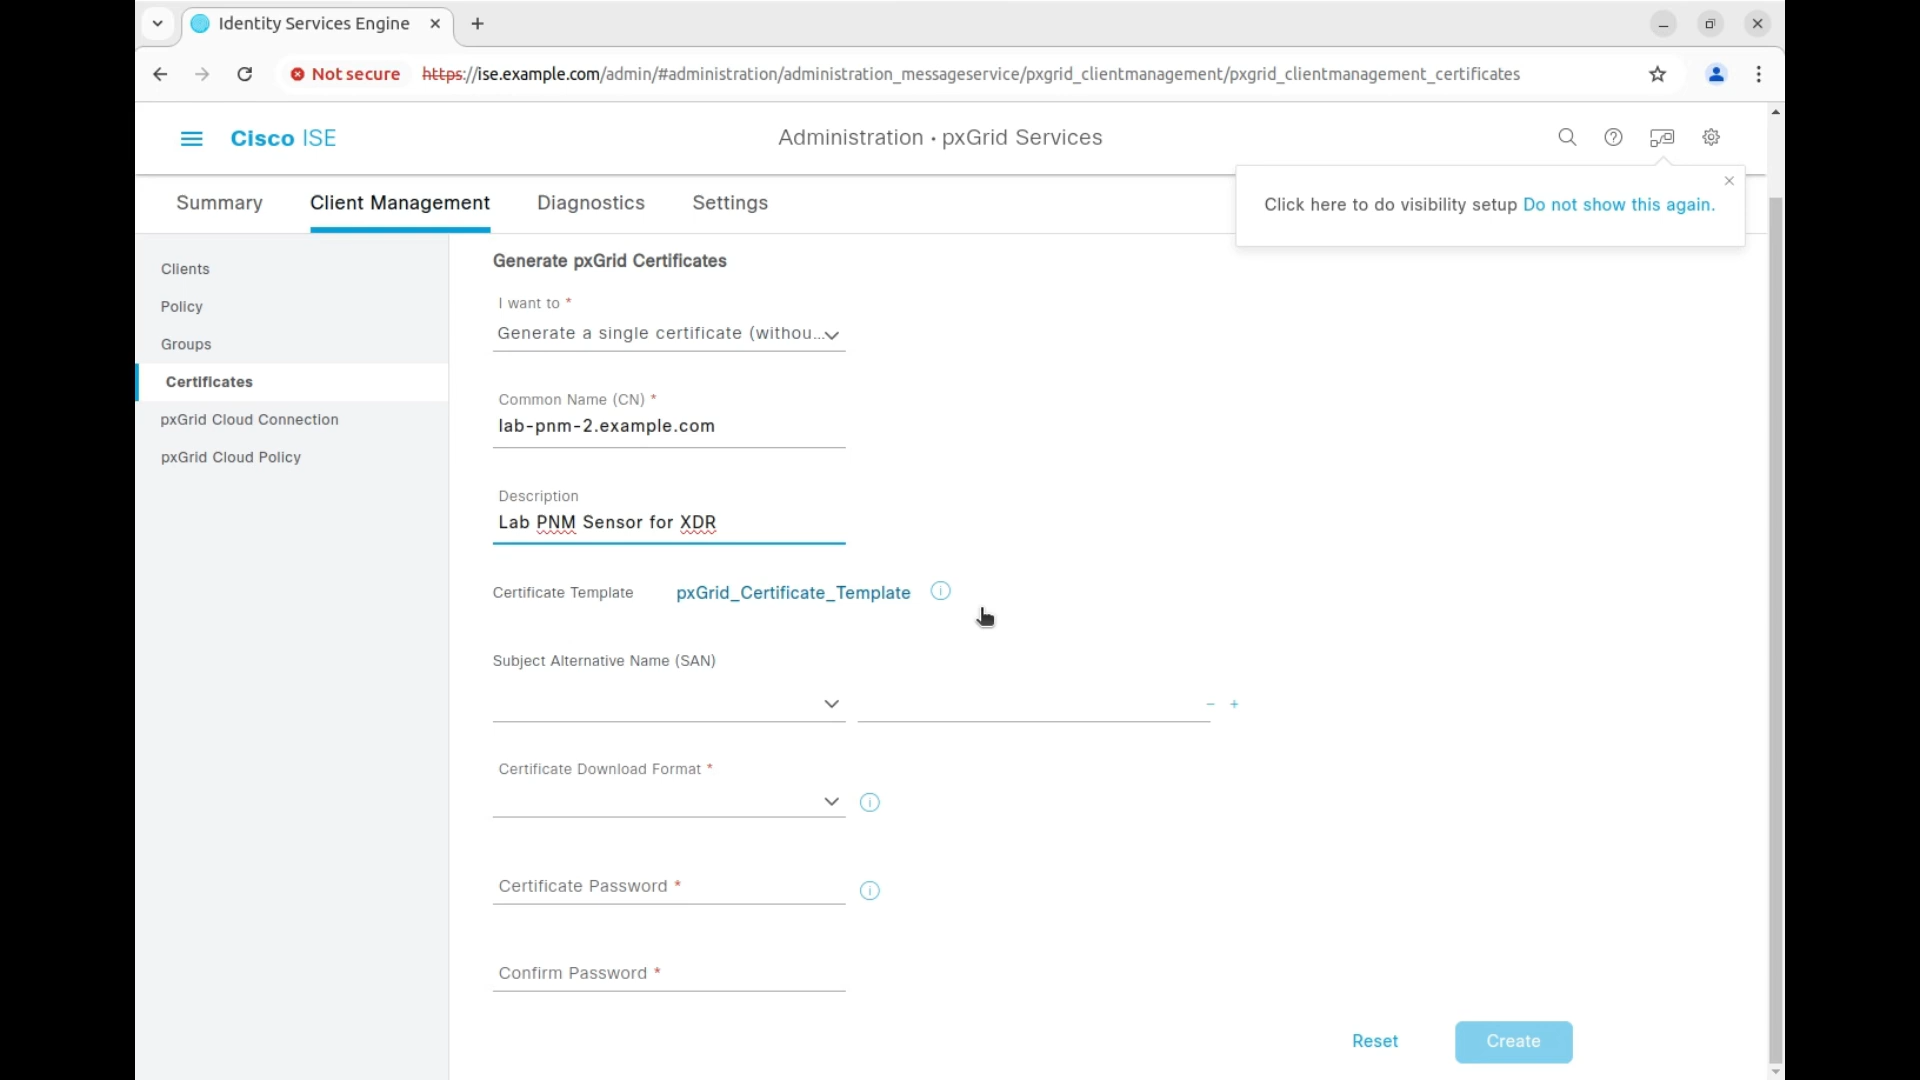 Identity Services Engine
Not secure
https://ise.example.com/admin/#administration/administration_messageservice/pxgrid_clientmanagement/pxgrid_clientmanagement_certificates
Cisco ISE
Administration · pxGrid Services
Click here to do visibility setup Do not show this again.
Summary
Client Management
Diagnostics
Settings
Clients
Policy
Groups
Certificates
pxGrid Cloud Connection
pxGrid Cloud Policy
Generate pxGrid Certificates
I want to *
Generate a single certificate (withou...
Common Name (CN) *
lab-pnm-2.example.com
Description
Lab PNM Sensor for XDR
Certificate Template pxGrid_Certificate_Template
Subject Alternative Name (SAN)
Certificate Download Format *
Certificate Password *
Confirm Password *
Reset
Create